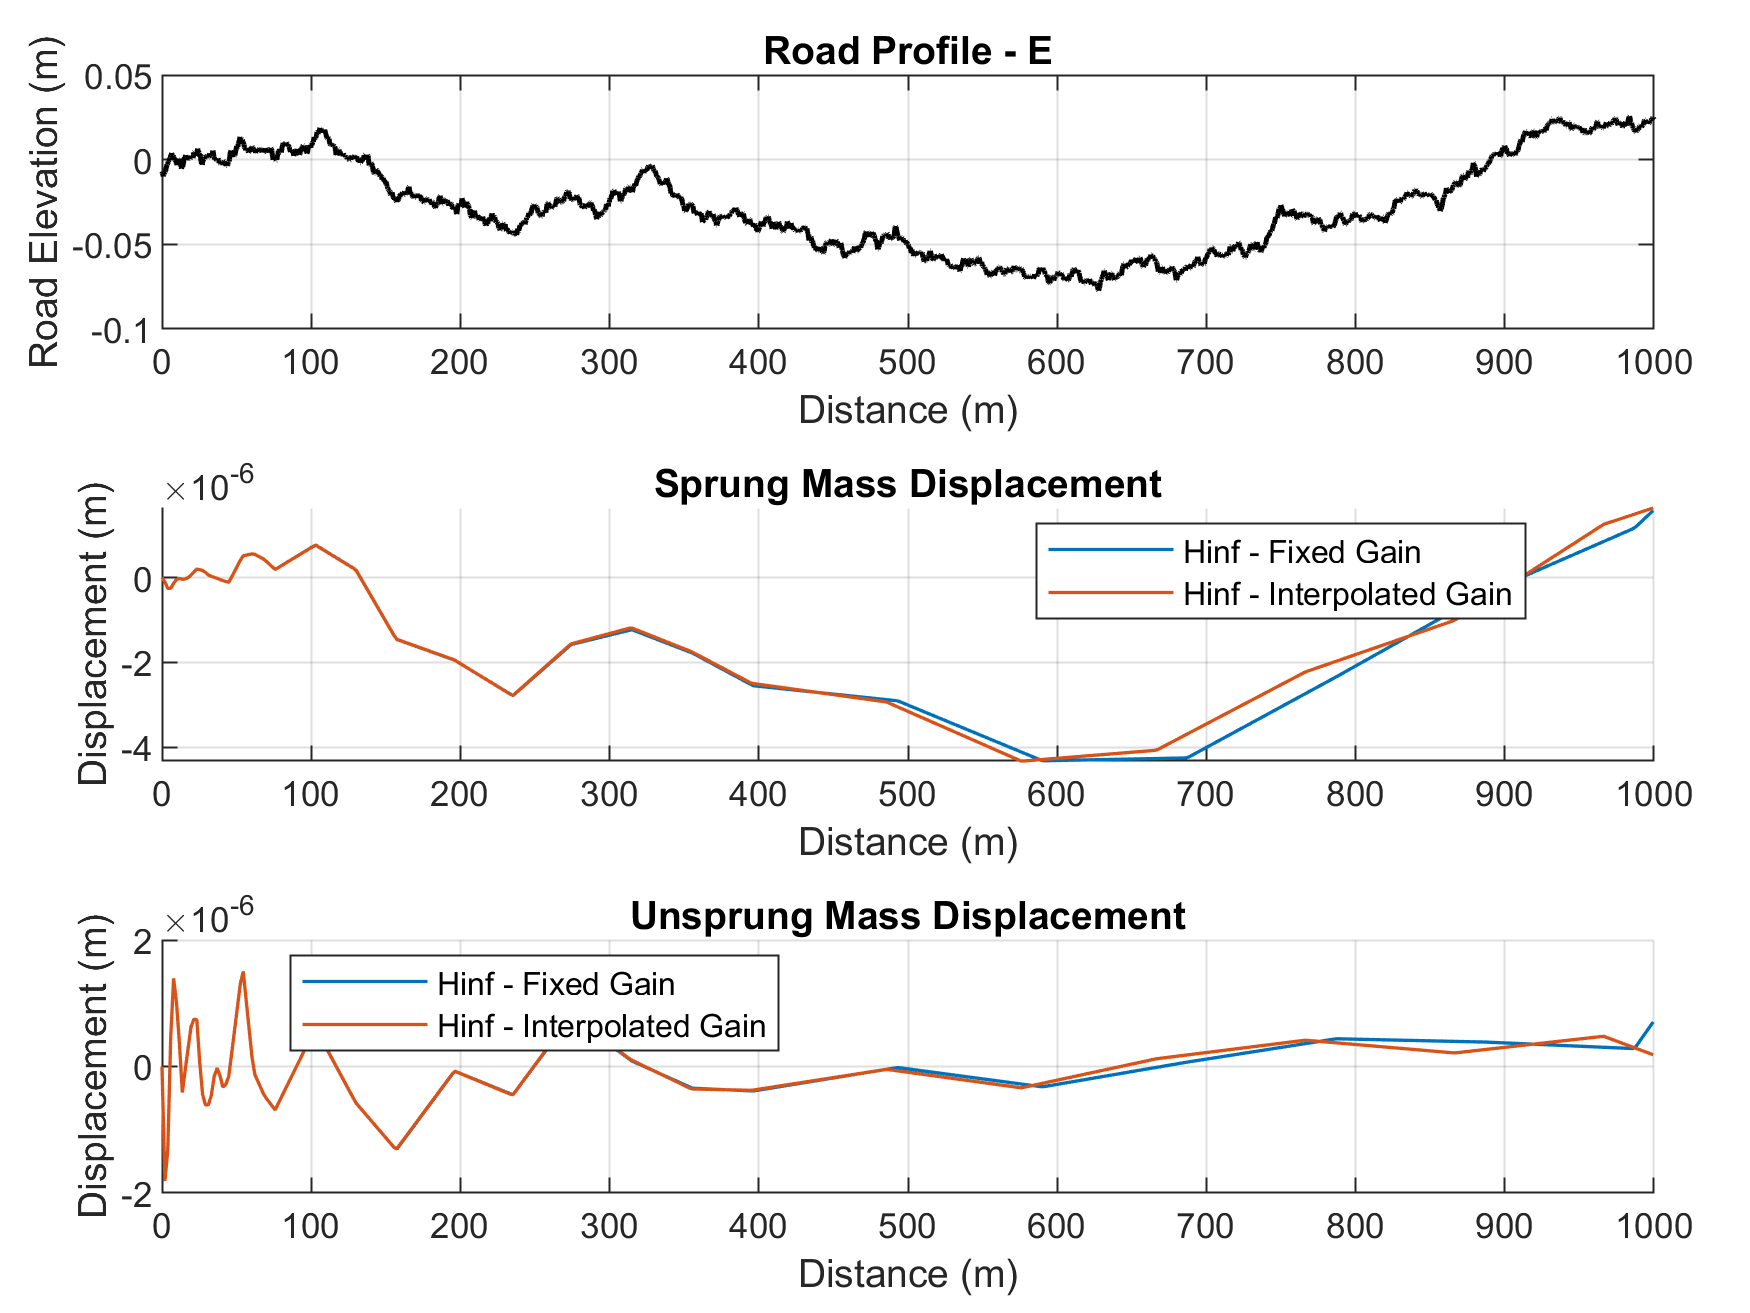 Road Profile - E
Road Elevation (m)
0.05
0
-0.05
-0.1
0 100 200 300 400 500 600 700 800 900 1000
Distance (m)
Sprung Mass Displacement
×10-6
Displacement (m)
0
-2
-4
Hinf - Fixed Gain
Hinf - Interpolated Gain
0 100 200 300 400 500 600 700 800 900 1000
Distance (m)
Unsprung Mass Displacement
×10-6
Displacement (m)
2
0
-2
Hinf - Fixed Gain
Hinf - Interpolated Gain
0 100 200 300 400 500 600 700 800 900 1000
Distance (m)